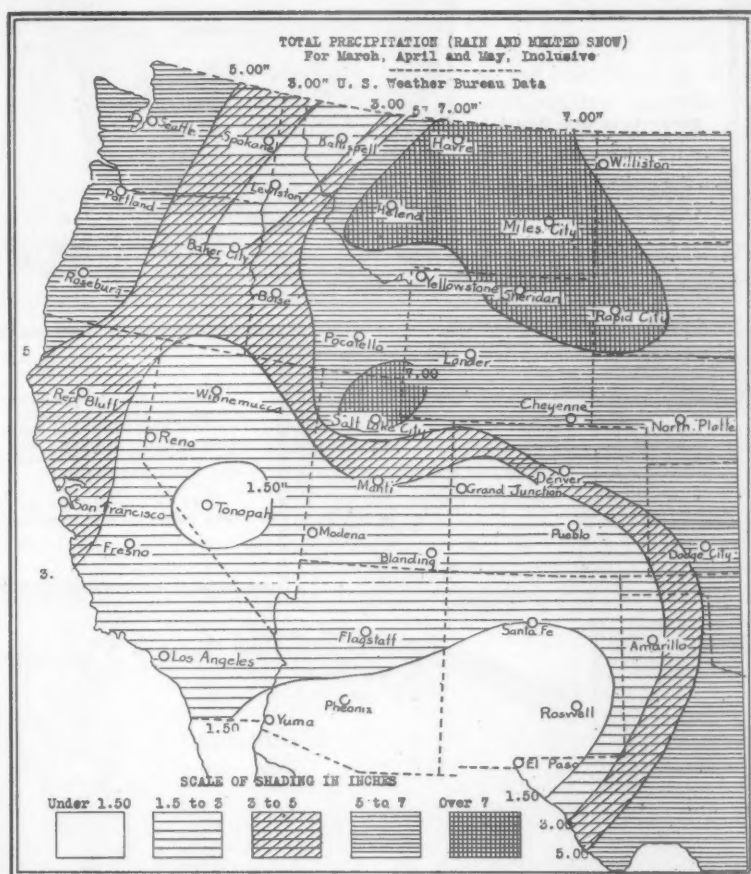 TOTAL PRECIPITATION (RAIN AND MELTED SNOW)
For March, April and May, Inclusive
5.00"
3.00" U. S. Weather Bureau Data
3.00 5" 7.00"
7.00"
Seattle
Spokane
Kallispell
Havre
Williston
Portland
Lewiston
Helena
Miles City
Baker City
Roseburg
Boise
Yellowstone
Sheridan
Rapid City
5
Pocatello
Lander
7.00
Red Bluff
Winnemucca
Salt Lake City
Cheyenne
North Platte
Reno
Denver
1.50"
Manti
Grand Junction
San Francisco
Tonopah
Modena
Pueblo
Fresno
Blanding
Dodge City
3.
Flagstaff
Santa Fe
Amarillo
Los Angeles
Pheonix
Roswell
1.50
Yuma
El Paso
SCALE OF SHADING IN INCHES
Under 1.50 1.5 to 3 3 to 5 5 to 7 Over 7
1.50
3.00
5.00